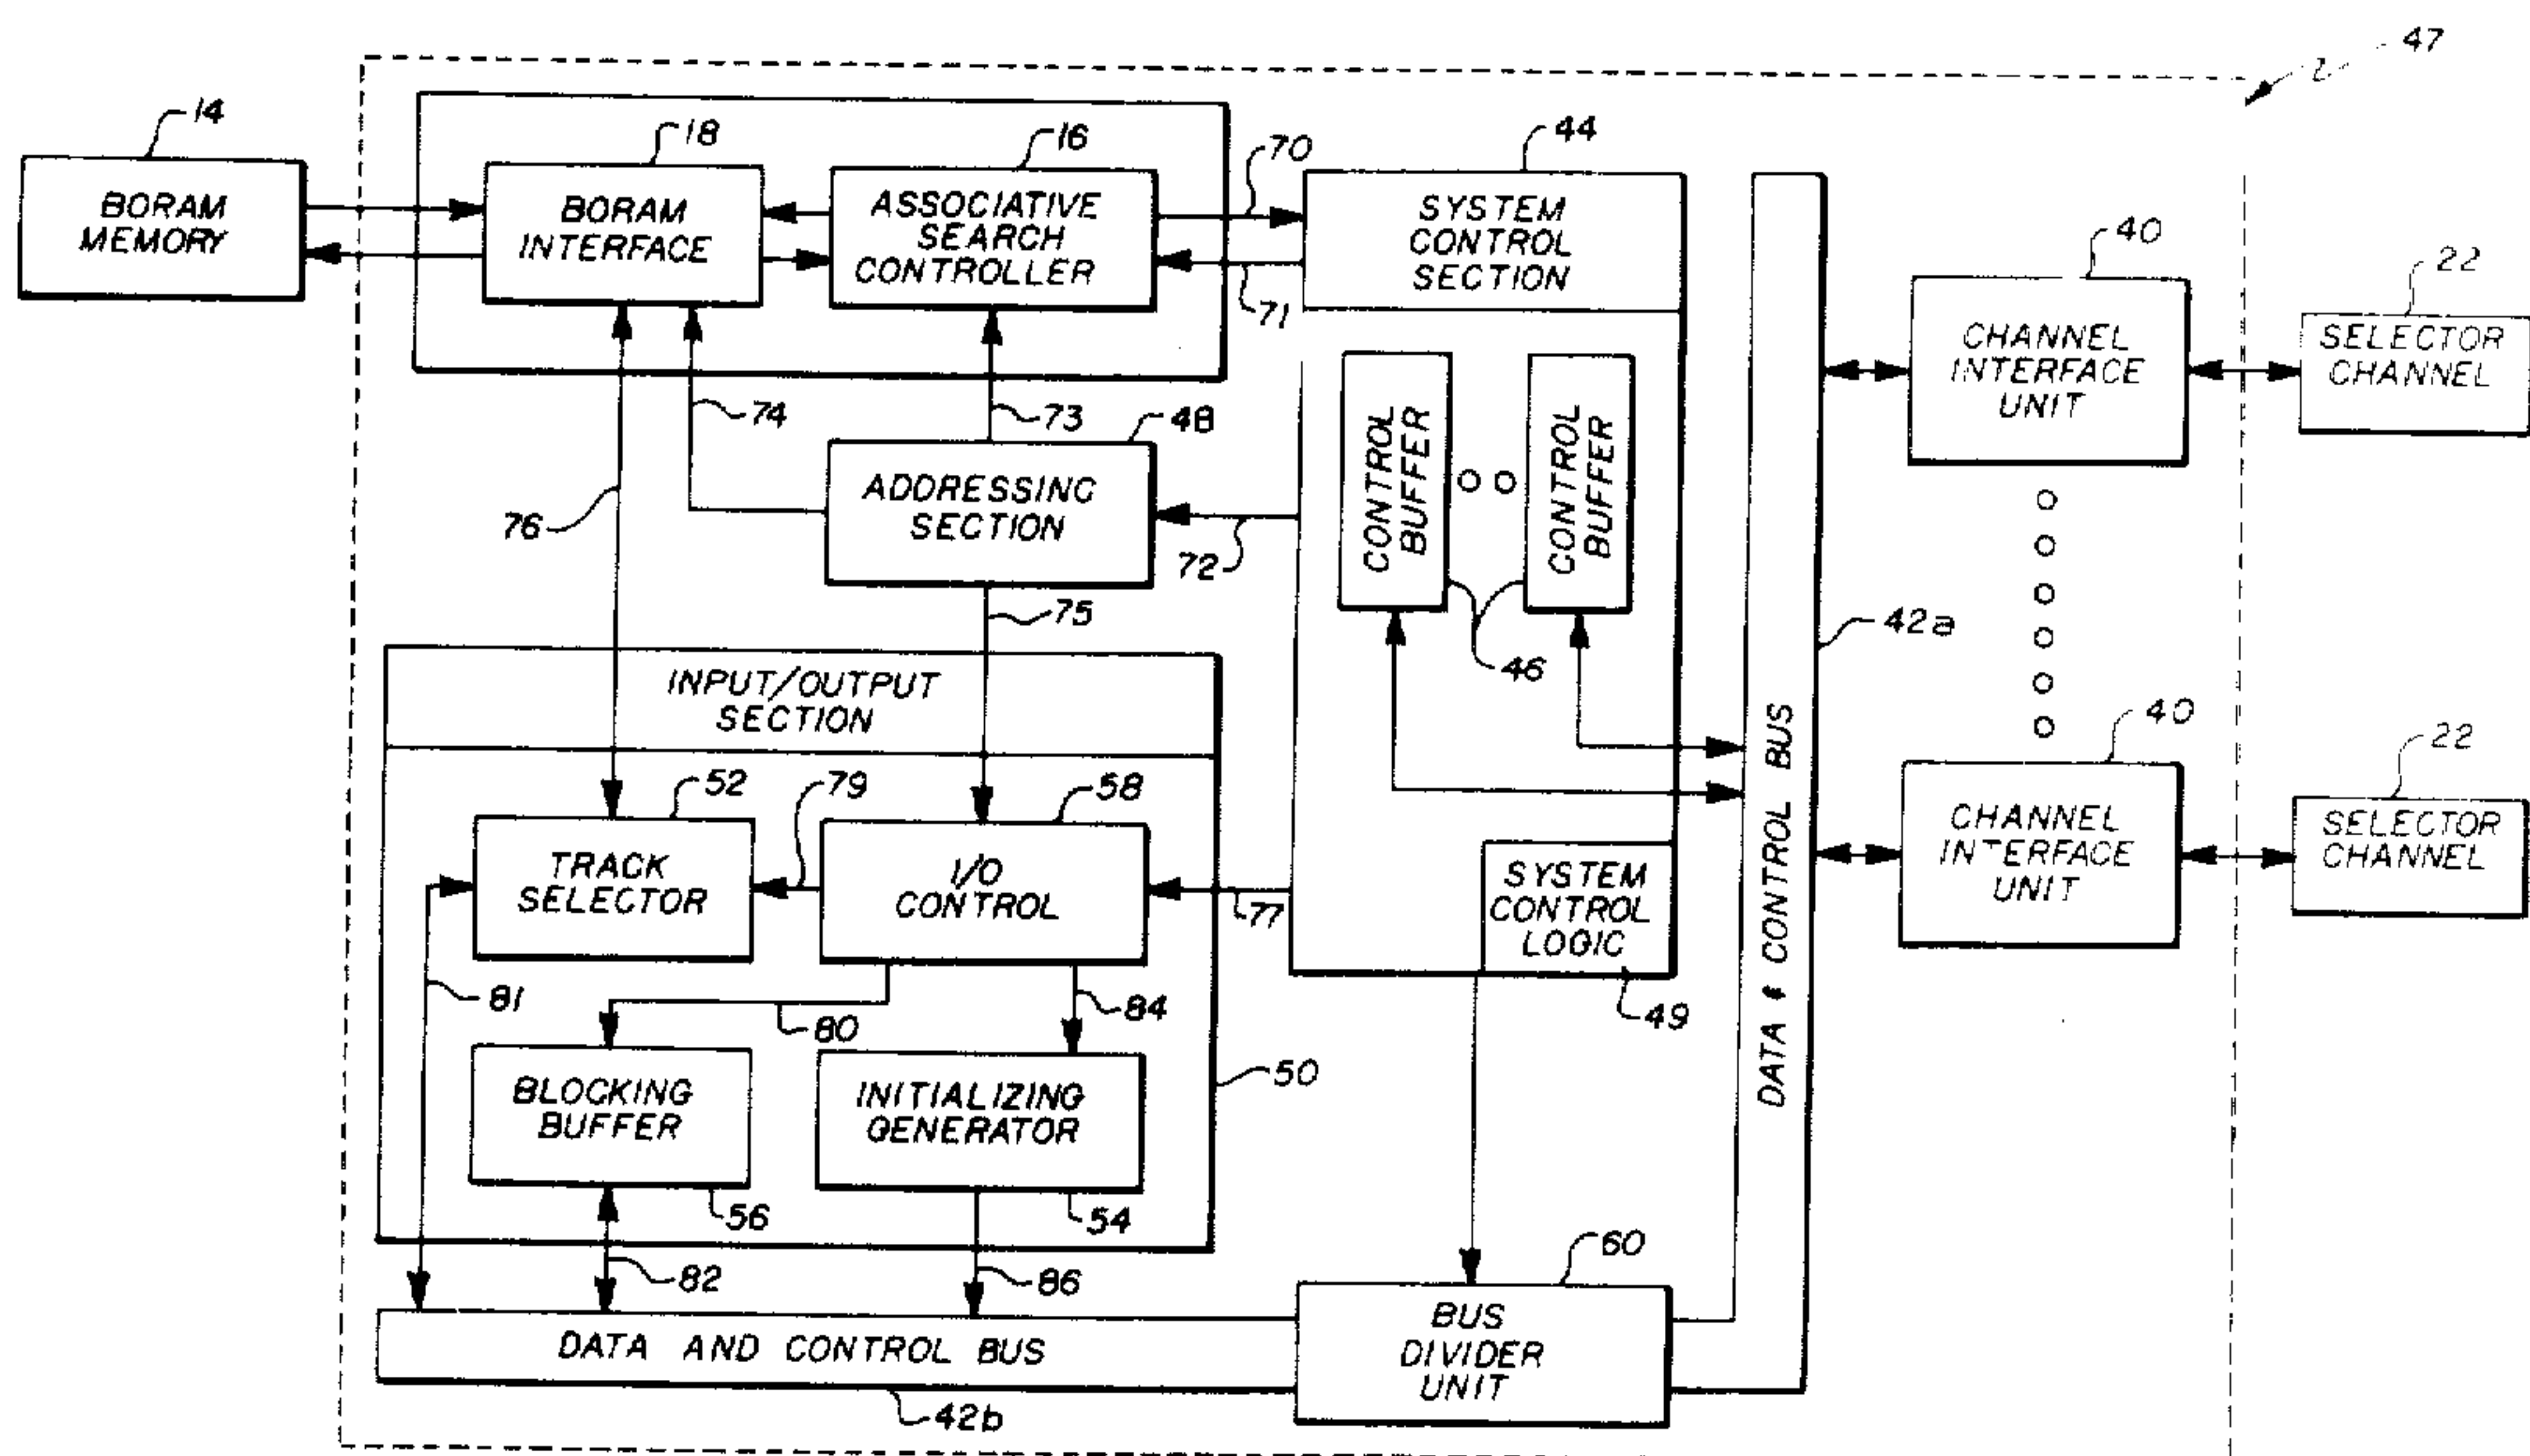 47
14
BORAM
MEMORY
18
BORAM
INTERFACE
16
ASSOCIATIVE
SEARCH
CONTROLLER
70
71
44
SYSTEM
CONTROL
SECTION
40
CHANNEL
INTERFACE
UNIT
22
SELECTOR
CHANNEL
74
73
48
ADDRESSING
SECTION
76
72
75
CONTROL
BUFFER
CONTROL
BUFFER
46
42a
DATA & CONTROL BUS
INPUT/OUTPUT
SECTION
52
TRACK
SELECTOR
79
58
I/O
CONTROL
77
SYSTEM
CONTROL
LOGIC
49
40
CHANNEL
INTERFACE
UNIT
22
SELECTOR
CHANNEL
81
80
84
BLOCKING
BUFFER
56
INITIALIZING
GENERATOR
54
50
82
86
60
BUS
DIVIDER
UNIT
DATA AND CONTROL BUS
42b